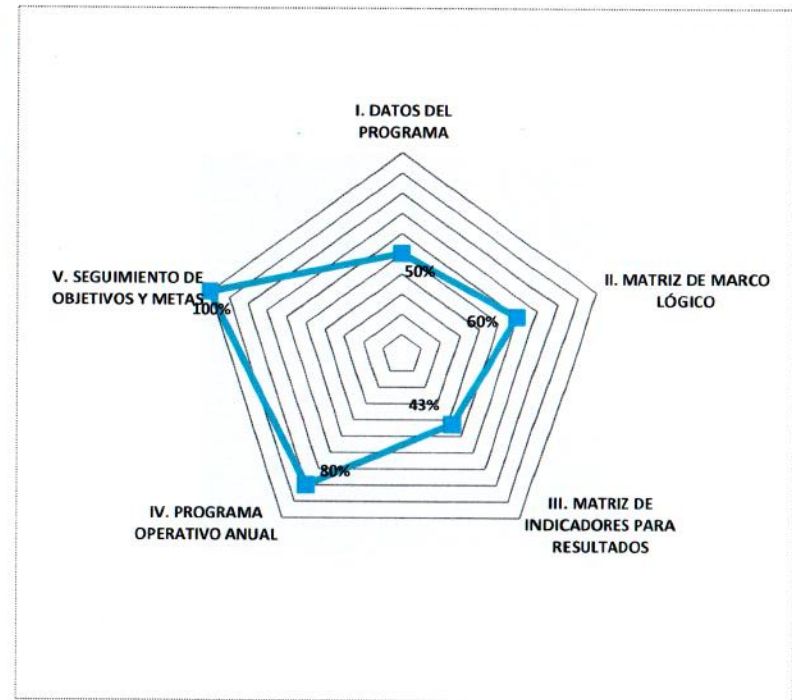 I. DATOS DEL
PROGRAMA
50%
II. MATRIZ DE MARCO
LÓGICO
60%
43%
III. MATRIZ DE
INDICADORES PARA
RESULTADOS
80%
IV. PROGRAMA
OPERATIVO ANUAL
V. SEGUIMIENTO DE
OBJETIVOS Y METAS
100%